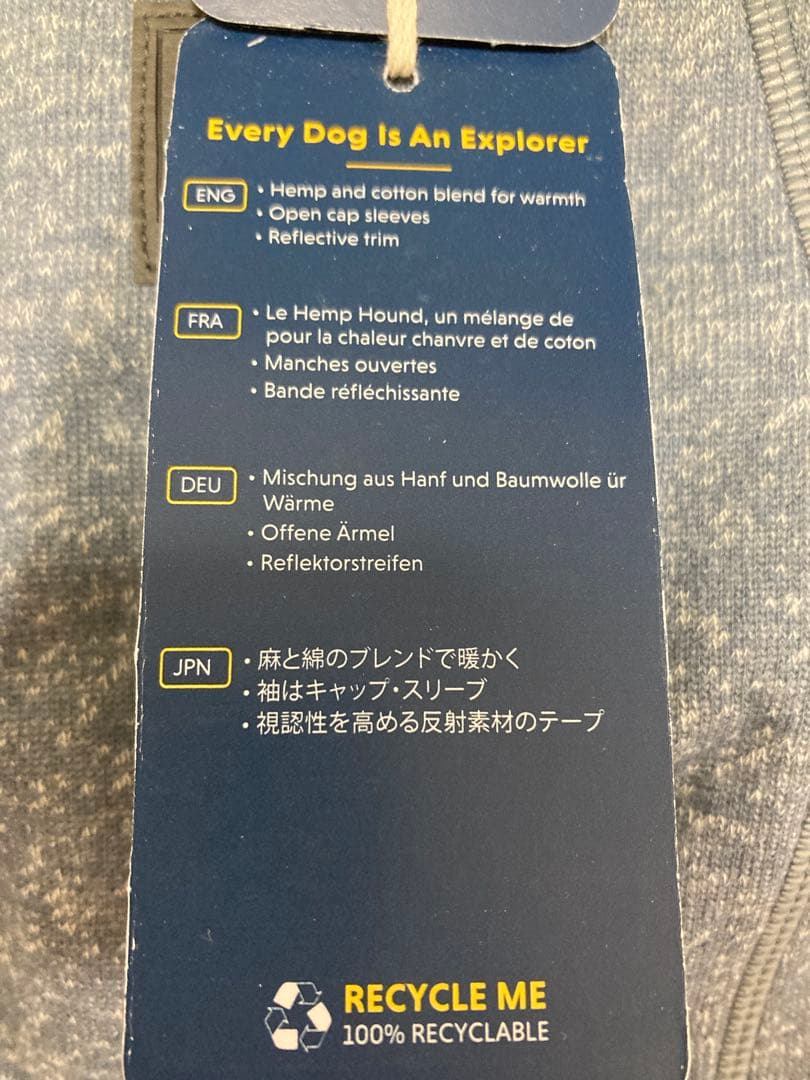 Every Dog Is An Explorer
ENG
• Hemp and cotton blend for warmth
• Open cap sleeves
• Reflective trim
FRA
• Le Hemp Hound, un mélange de
pour la chaleur chanvre et de coton
• Manches ouvertes
• Bande réfléchissante
DEU
• Mischung aus Hanf und Baumwolle ür
Wärme
• Offene Ärmel
• Reflektorstreifen
JPN
• 麻と綿のブレンドで暖かく
• 袖はキャップ・スリーブ
• 視認性を高める反射素材のテープ
RECYCLE ME
100% RECYCLABLE